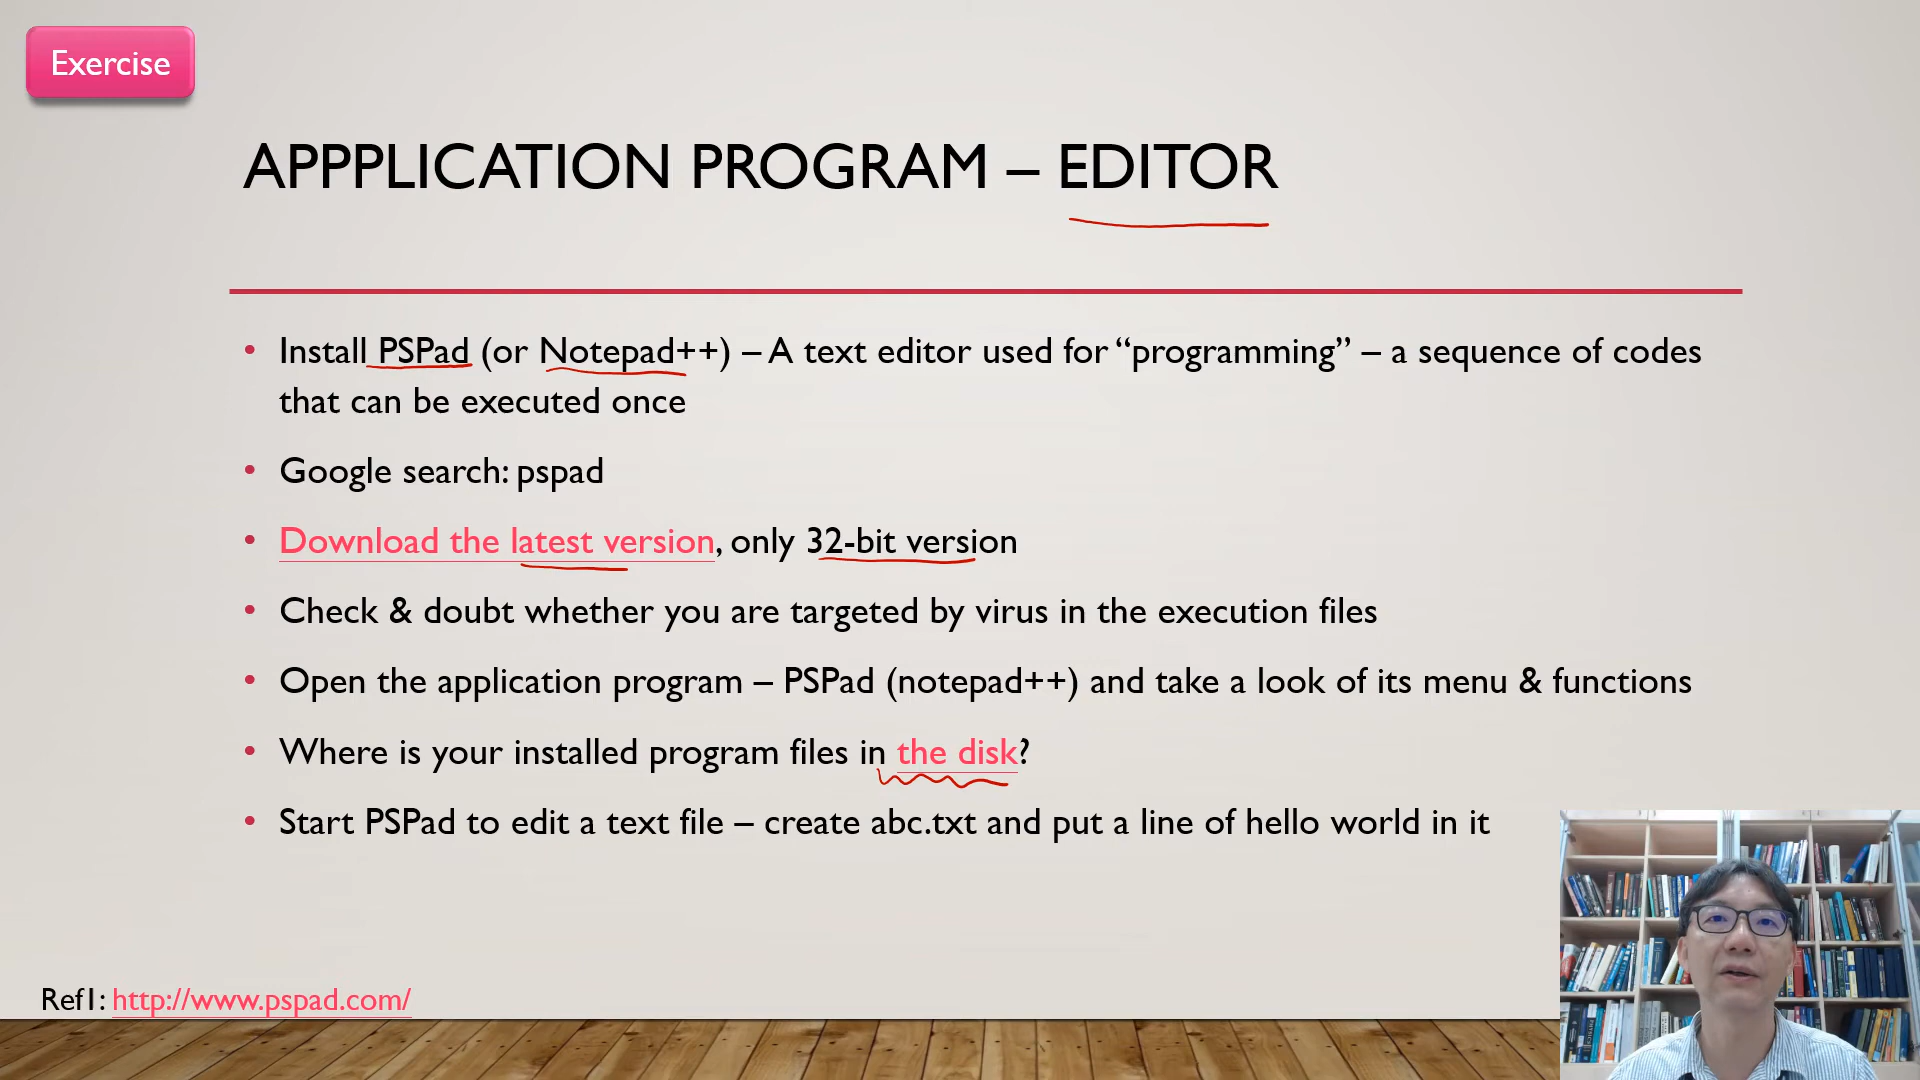 Exercise
APPPLICATION PROGRAM – EDITOR
• Install PSPad (or Notepad++) – A text editor used for “programming” – a sequence of codes
that can be executed once
• Google search: pspad
• Download the latest version, only 32-bit version
• Check & doubt whether you are targeted by virus in the execution files
• Open the application program – PSPad (notepad++) and take a look of its menu & functions
• Where is your installed program files in the disk?
• Start PSPad to edit a text file – create abc.txt and put a line of hello world in it
Ref1: http://www.pspad.com/